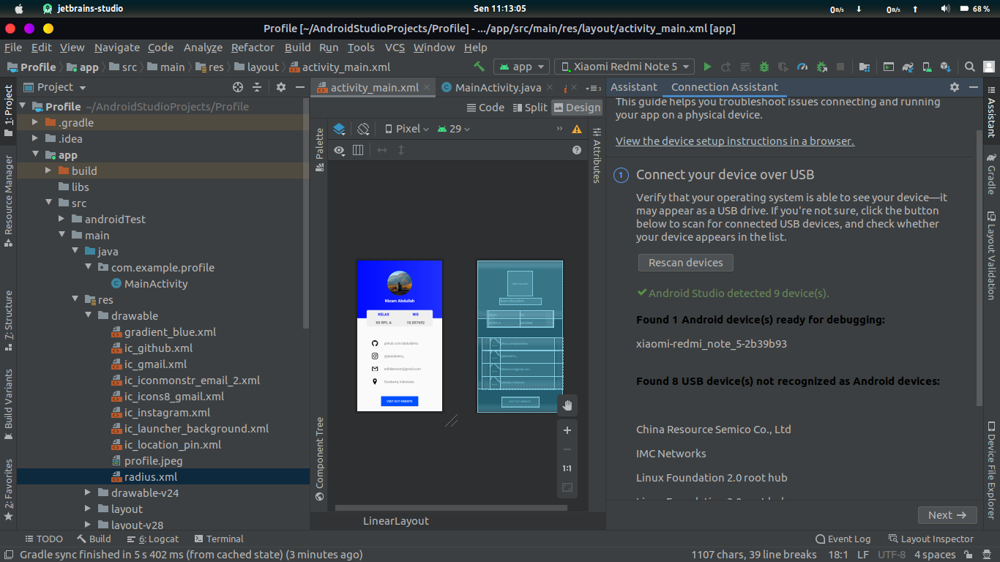 jetbrains-studio
Sen 11:13:05
0B/s
0B/s
68 %
Profile [~/AndroidStudioProjects/Profile] - .../app/src/main/res/layout/activity_main.xml [app]
File Edit View Navigate Code Analyze Refactor Build Run Tools VCS Window Help
Profile app src main res layout activity_main.xml
app
Xiaomi Redmi Note 5
1: Project
Resource Manager
7: Structure
Build Variants
2: Favorites
Project
Profile ~/AndroidStudioProjects/Profile
.gradle
.idea
app
build
libs
src
androidTest
main
java
com.example.profile
MainActivity
res
drawable
gradient_blue.xml
ic_github.xml
ic_gmail.xml
ic_iconmonstr_email_2.xml
ic_icons8_gmail.xml
ic_instagram.xml
ic_launcher_background.xml
ic_location_pin.xml
profile.jpeg
radius.xml
drawable-v24
layout
layout-v28
activity_main.xml
MainActivity.java
Code Split Design
Palette
Pixel 29
Attributes
Component Tree
Nizam Abdullah
KELAS NIS
XII RPL A 18.007692
github.com/abdullahnz
@abdullahnz_
Surakarta, Indonesia
VISIT OUT WEBSITE
1:1
LinearLayout
Assistant Connection Assistant
This guide helps you troubleshoot issues connecting and running
your app on a physical device.
View the device setup instructions in a browser.
1 Connect your device over USB
Verify that your operating system is able to see your device—it
may appear as a USB drive. If you're not sure, click the button
below to scan for connected USB devices, and check whether
your device appears in the list.
Rescan devices
Android Studio detected 9 device(s).
Found 1 Android device(s) ready for debugging:
xiaomi-redmi_note_5-2b39b93
Found 8 USB device(s) not recognized as Android devices:
China Resource Semico Co., Ltd
IMC Networks
Linux Foundation 2.0 root hub
Next
Assistant
Gradle
Layout Validation
Device File Explorer
TODO Build 6: Logcat Terminal
Event Log Layout Inspector
Gradle sync finished in 5 s 402 ms (from cached state) (3 minutes ago)
1107 chars, 39 line breaks 18:1 LF UTF-8 4 spaces